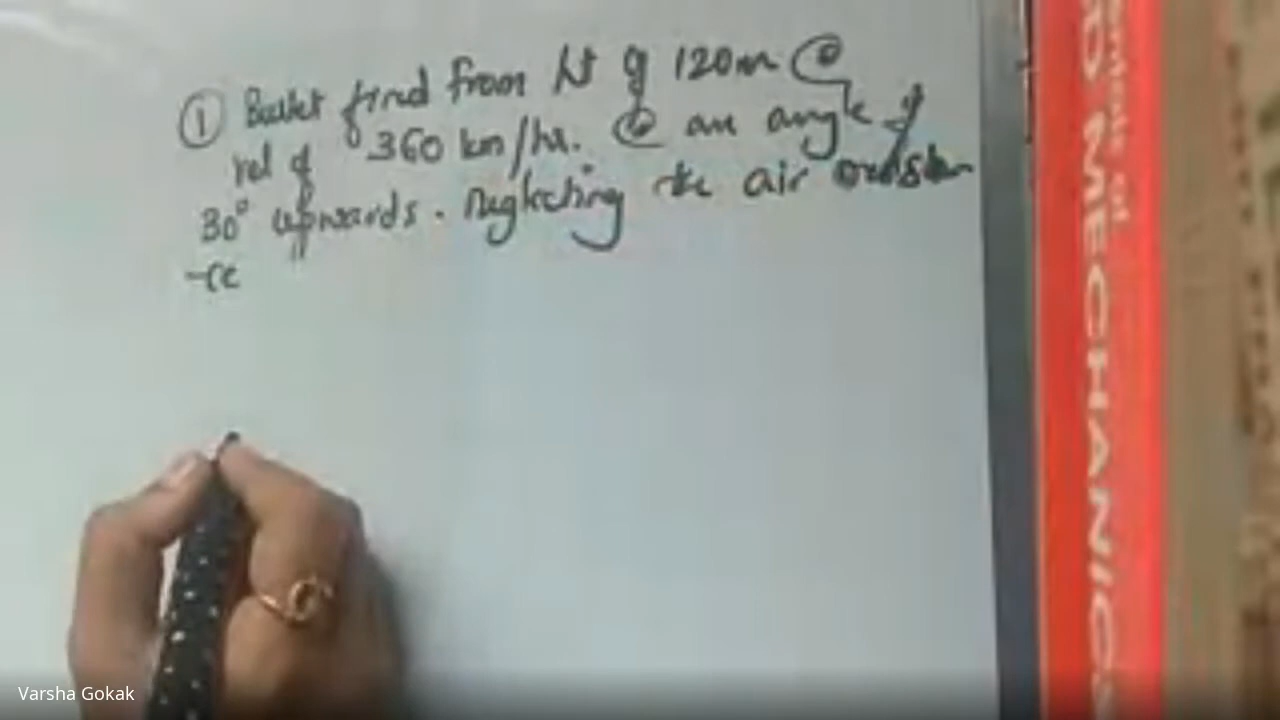 ① Bullet fired from ht of 120m @
vel of 360 km/hr. @ an angle of
30° upwards. neglecting the air resistan
-ce
D MECHANICS
Varsha Gokak